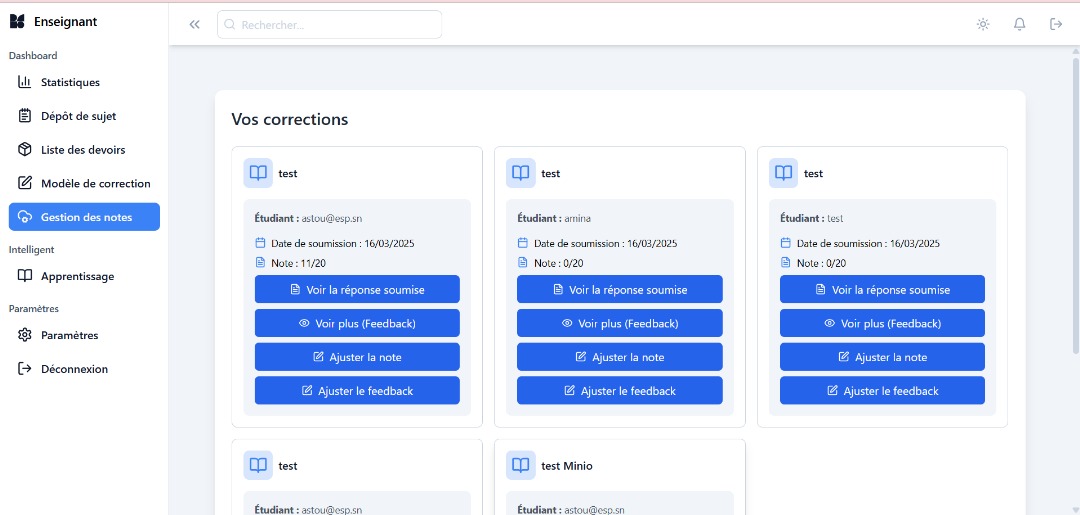 Enseignant
Rechercher...
Dashboard
Statistiques
Dépôt de sujet
Liste des devoirs
Modèle de correction
Gestion des notes
Intelligent
Apprentissage
Paramètres
Paramètres
Déconnexion
Vos corrections
test
Étudiant : astou@esp.sn
Date de soumission : 16/03/2025
Note : 11/20
Voir la réponse soumise
Voir plus (Feedback)
Ajuster la note
Ajuster le feedback
test
Étudiant : amina
Date de soumission : 16/03/2025
Note : 0/20
Voir la réponse soumise
Voir plus (Feedback)
Ajuster la note
Ajuster le feedback
test
Étudiant : test
Date de soumission : 16/03/2025
Note : 0/20
Voir la réponse soumise
Voir plus (Feedback)
Ajuster la note
Ajuster le feedback
test
Étudiant : astou@esp.sn
test Minio
Étudiant : astou@esp.sn